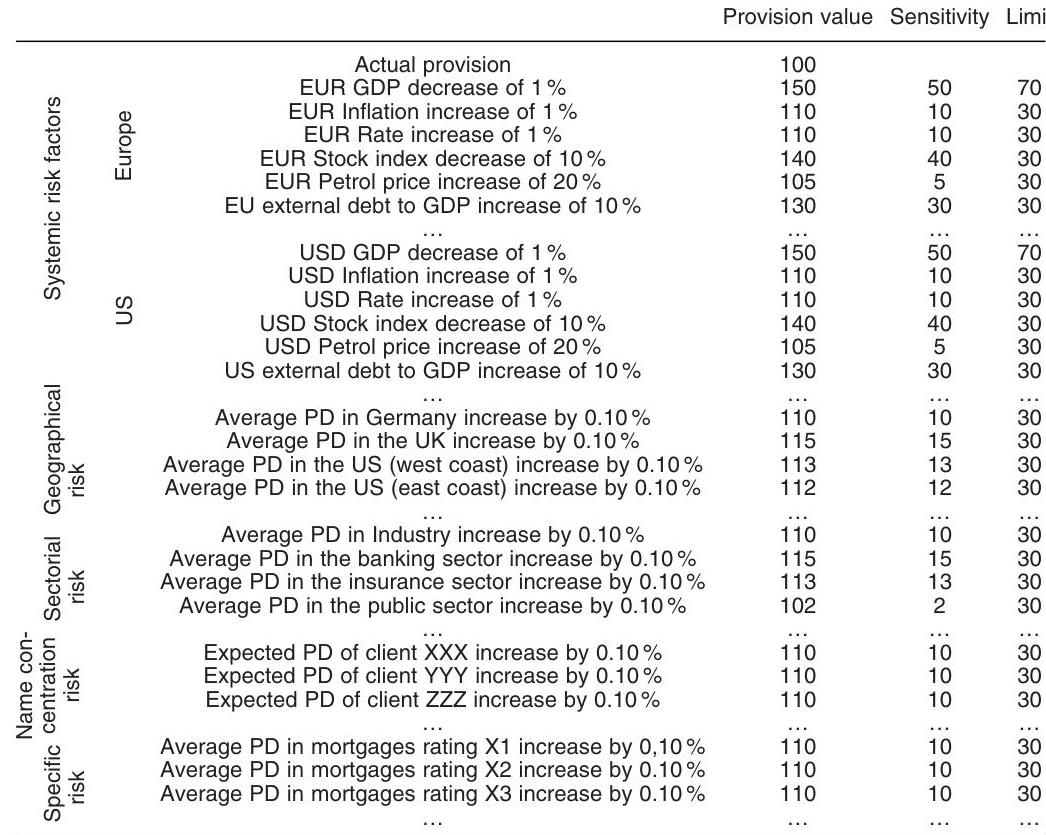 Provision value Sensitivity Limi
Systemic risk factors
Europe
Actual provision 100
EUR GDP decrease of 1 % 150 50 70
EUR Inflation increase of 1 % 110 10 30
EUR Rate increase of 1 % 110 10 30
EUR Stock index decrease of 10 % 140 40 30
EUR Petrol price increase of 20 % 105 5 30
EU external debt to GDP increase of 10 % 130 30 30
... ... ... ...
US
USD GDP decrease of 1 % 150 50 70
USD Inflation increase of 1 % 110 10 30
USD Rate increase of 1 % 110 10 30
USD Stock index decrease of 10 % 140 40 30
USD Petrol price increase of 20 % 105 5 30
US external debt to GDP increase of 10 % 130 30 30
... ... ... ...
Geographical
risk
Average PD in Germany increase by 0.10 % 110 10 30
Average PD in the UK increase by 0.10 % 115 15 30
Average PD in the US (west coast) increase by 0.10 % 113 13 30
Average PD in the US (east coast) increase by 0.10 % 112 12 30
... ... ... ...
Sectorial
risk
Average PD in Industry increase by 0.10 % 110 10 30
Average PD in the banking sector increase by 0.10 % 115 15 30
Average PD in the insurance sector increase by 0.10 % 113 13 30
Average PD in the public sector increase by 0.10 % 102 2 30
... ... ... ...
Name con-
centration
risk
Expected PD of client XXX increase by 0.10 % 110 10 30
Expected PD of client YYY increase by 0.10 % 110 10 30
Expected PD of client ZZZ increase by 0.10 % 110 10 30
... ... ... ...
Specific
risk
Average PD in mortgages rating X1 increase by 0,10 % 110 10 30
Average PD in mortgages rating X2 increase by 0.10 % 110 10 30
Average PD in mortgages rating X3 increase by 0.10 % 110 10 30
... ... ... ...